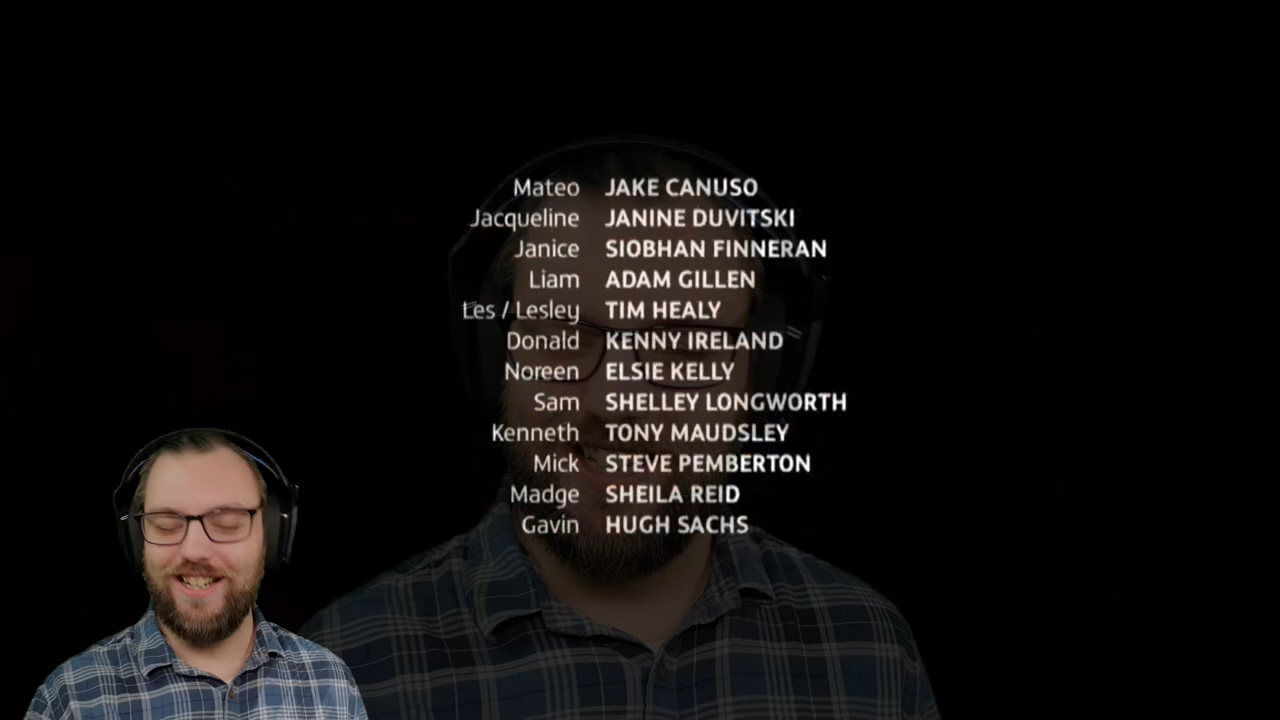 Mateo JAKE CANUSO
Jacqueline JANINE DUVITSKI
Janice SIOBHAN FINNERAN
Liam ADAM GILLEN
Les / Lesley TIM HEALY
Donald KENNY IRELAND
Noreen ELSIE KELLY
Sam SHELLEY LONGWORTH
Kenneth TONY MAUDSLEY
Mick STEVE PEMBERTON
Madge SHEILA REID
Gavin HUGH SACHS